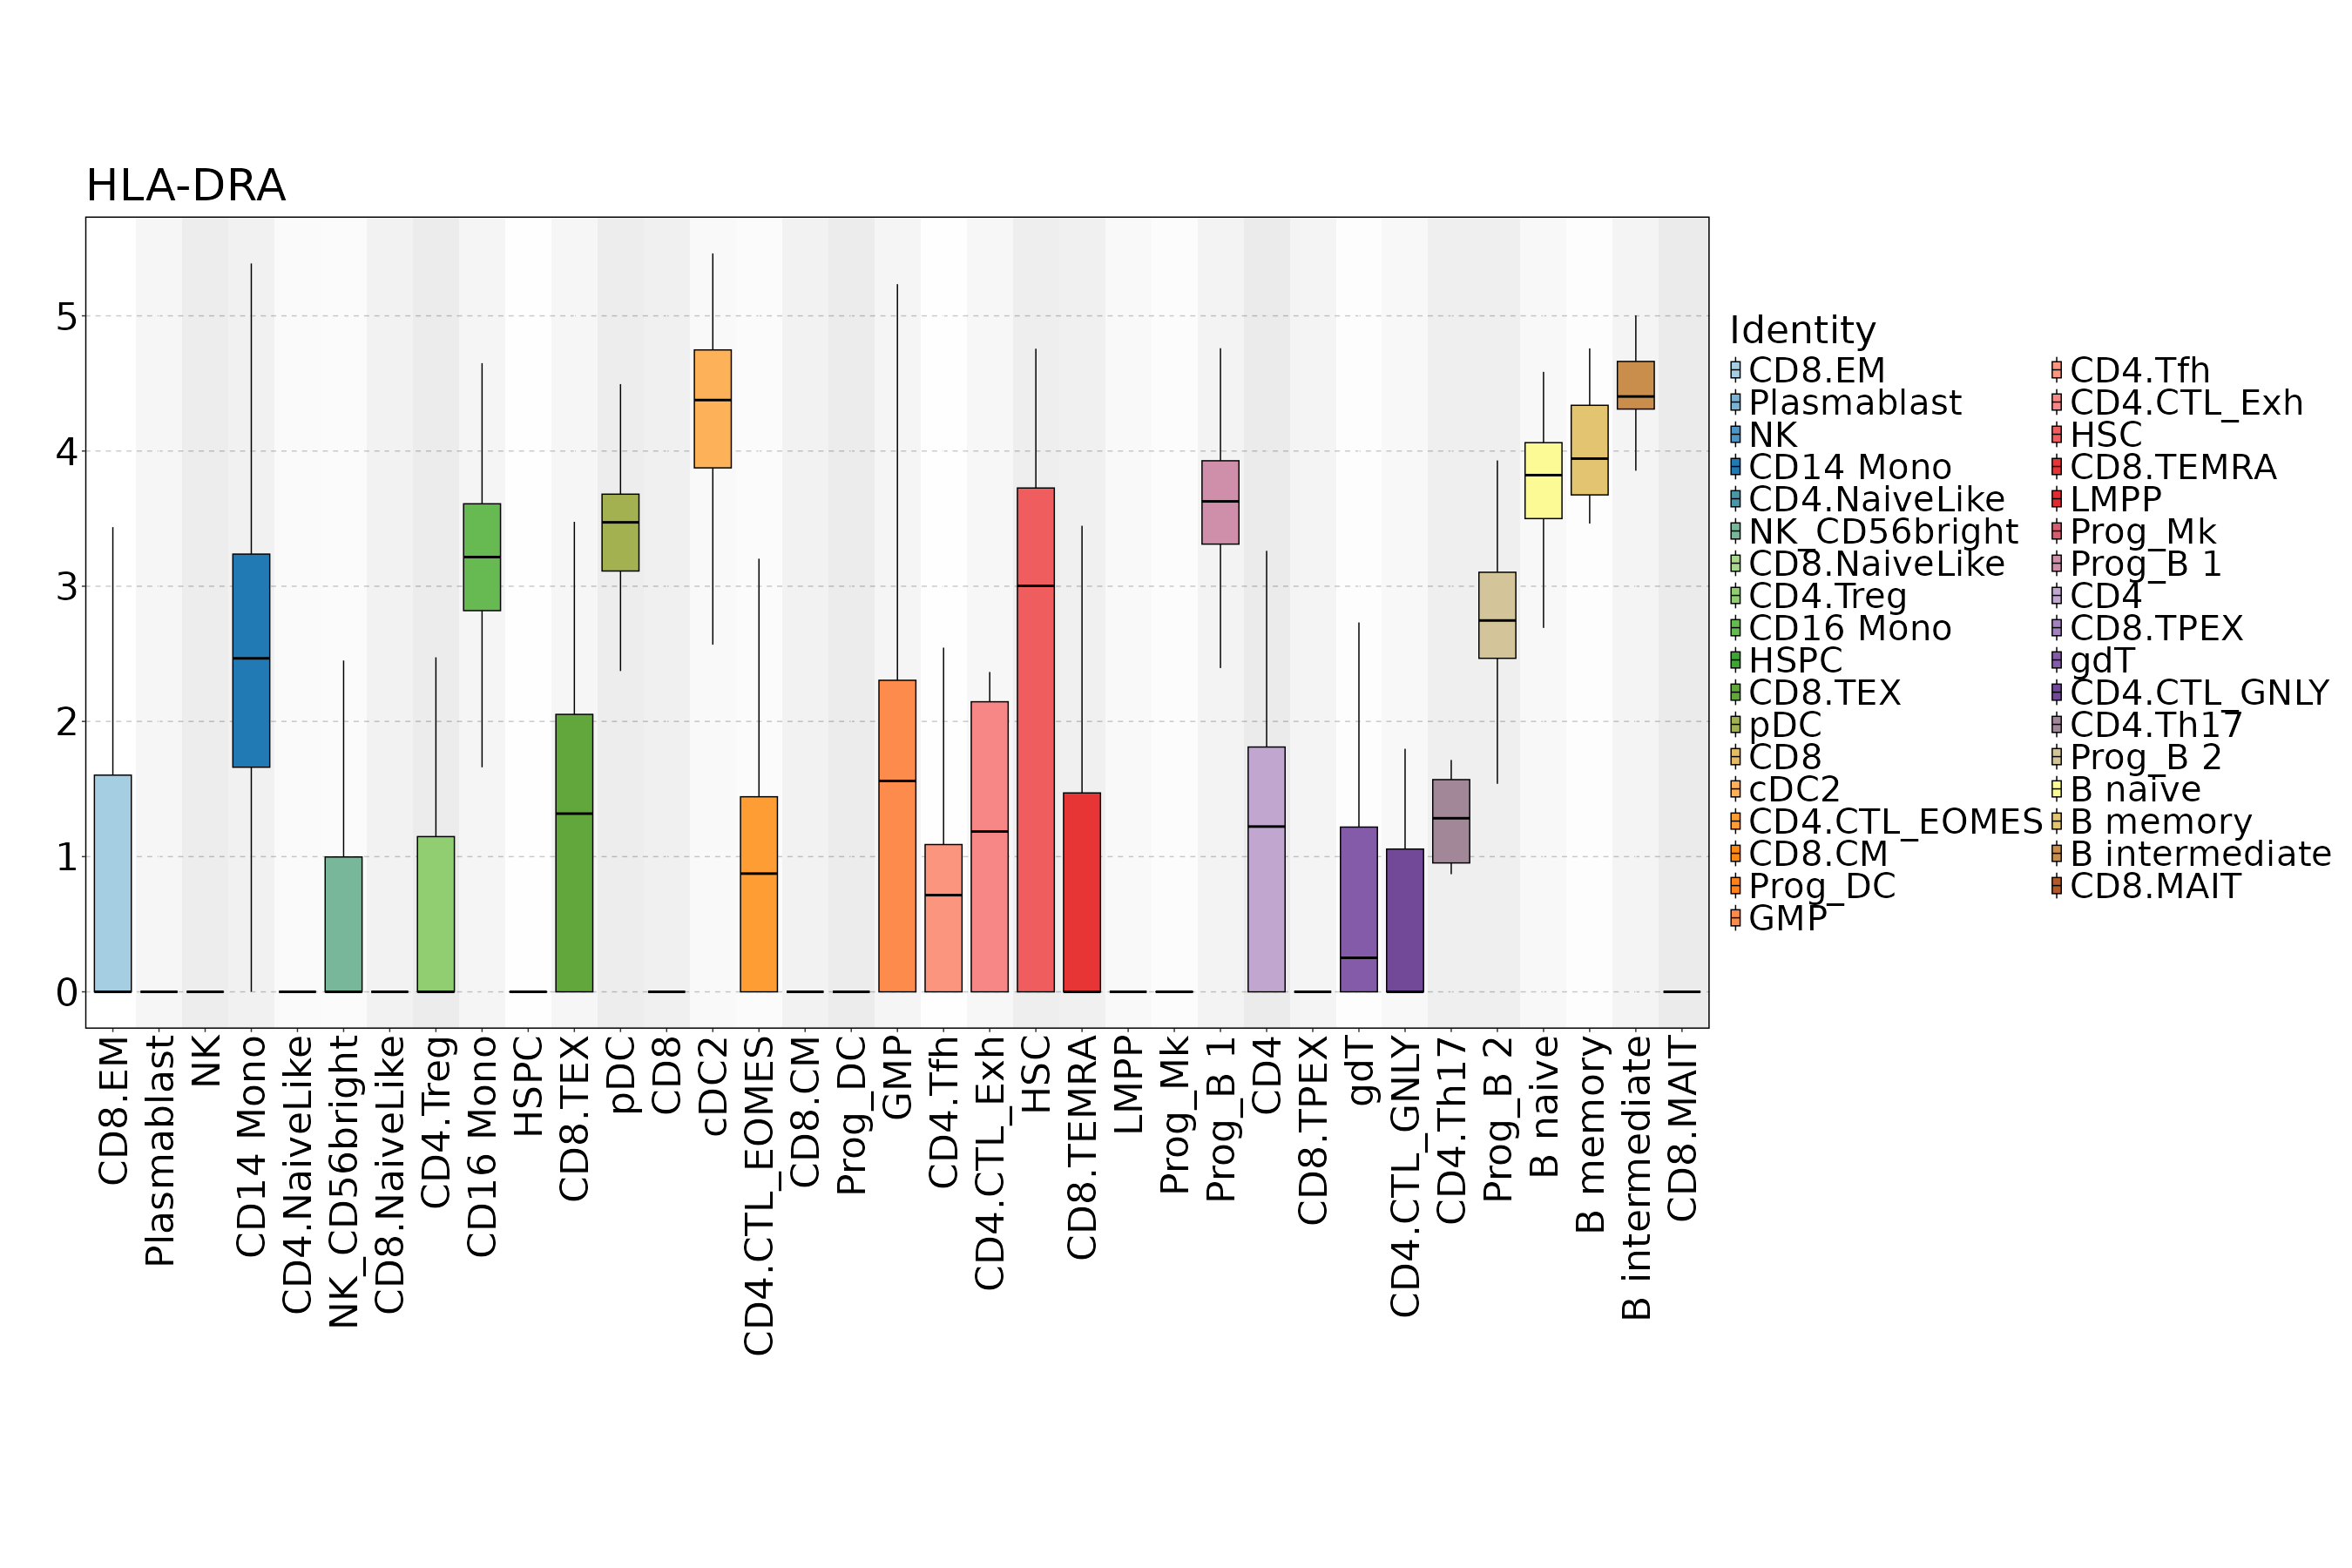 HLA-DRA
5
4
3
2
1
0
CD8.EM
Plasmablast
NK
CD14 Mono
CD4.NaiveLike
NK_CD56bright
CD8.NaiveLike
CD4.Treg
CD16 Mono
HSPC
CD8.TEX
pDC
CD8
cDC2
CD4.CTL_EOMES
CD8.CM
Prog_DC
GMP
CD4.Tfh
CD4.CTL_Exh
HSC
CD8.TEMRA
LMPP
Prog_Mk
Prog_B 1
CD4
CD8.TPEX
gdT
CD4.CTL_GNLY
CD4.Th17
Prog_B 2
B naive
B memory
B intermediate
CD8.MAIT
Identity
CD8.EM
Plasmablast
NK
CD14 Mono
CD4.NaiveLike
NK_CD56bright
CD8.NaiveLike
CD4.Treg
CD16 Mono
HSPC
CD8.TEX
pDC
CD8
cDC2
CD4.CTL_EOMES
CD8.CM
Prog_DC
GMP
CD4.Tfh
CD4.CTL_Exh
HSC
CD8.TEMRA
LMPP
Prog_Mk
Prog_B 1
CD4
CD8.TPEX
gdT
CD4.CTL_GNLY
CD4.Th17
Prog_B 2
B naive
B memory
B intermediate
CD8.MAIT